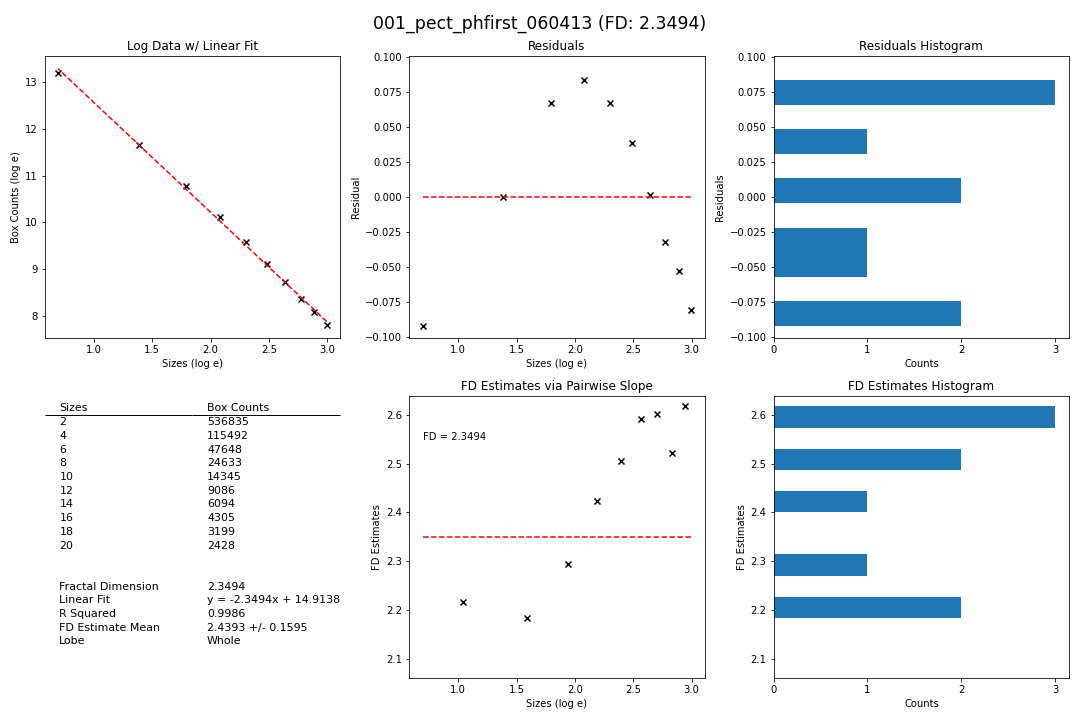 001_pect_phfirst_060413 (FD: 2.3494)
Log Data w/ Linear Fit
Box Counts (log e)
13
12
11
10
9
8
1.0 1.5 2.0 2.5 3.0
Sizes (log e)
Residuals
Residual
0.100
0.075
0.050
0.025
0.000
−0.025
−0.050
−0.075
−0.100
1.0 1.5 2.0 2.5 3.0
Sizes (log e)
Residuals Histogram
Residuals
0.100
0.075
0.050
0.025
0.000
−0.025
−0.050
−0.075
−0.100
0 1 2 3
Counts
Sizes Box Counts
2 536835
4 115492
6 47648
8 24633
10 14345
12 9086
14 6094
16 4305
18 3199
20 2428
Fractal Dimension 2.3494
Linear Fit y = -2.3494x + 14.9138
R Squared 0.9986
FD Estimate Mean 2.4393 +/- 0.1595
Lobe Whole
FD Estimates via Pairwise Slope
FD Estimates
2.6
2.5
2.4
2.3
2.2
2.1
FD = 2.3494
1.0 1.5 2.0 2.5 3.0
Sizes (log e)
FD Estimates Histogram
FD Estimates
2.6
2.5
2.4
2.3
2.2
2.1
0 1 2 3
Counts